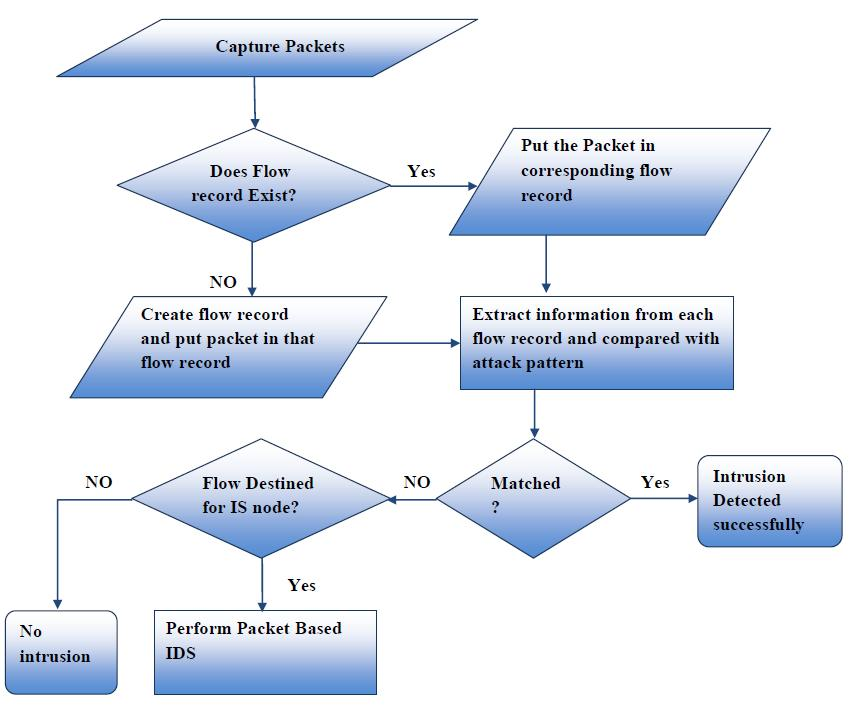 Capture Packets
Does Flow
record Exist?
Yes
Put the Packet in
corresponding flow
record
NO
Create flow record
and put packet in that
flow record
Extract information from each
flow record and compared with
attack pattern
Matched
?
Yes
Intrusion
Detected
successfully
NO
Flow Destined
for IS node?
NO
Yes
No
intrusion
Perform Packet Based
IDS